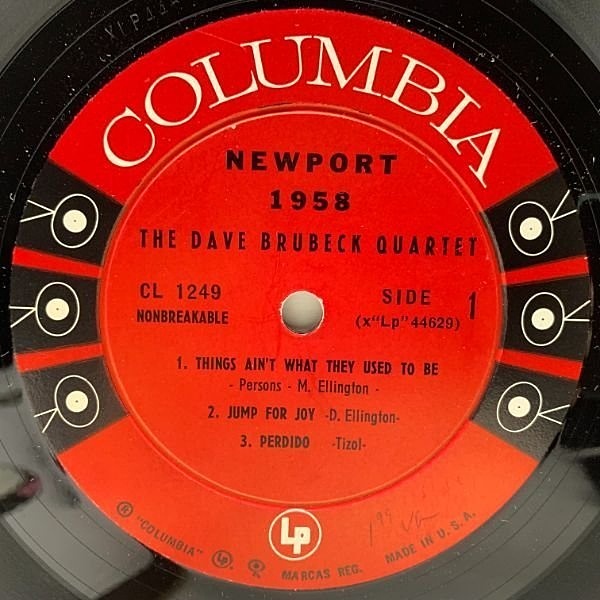 COLUMBIA
NEWPORT
1958
THE DAVE BRUBECK QUARTET
CL 1249
NONBREAKABLE
SIDE 1
(x"Lp"44629)
1. THINGS AIN'T WHAT THEY USED TO BE
- Persons - M. Ellington -
2. JUMP FOR JOY -D. Ellington-
3. PERDIDO -Tizol-
Lp
® "COLUMBIA" Lp MARCAS REG. MADE IN U.S.A.